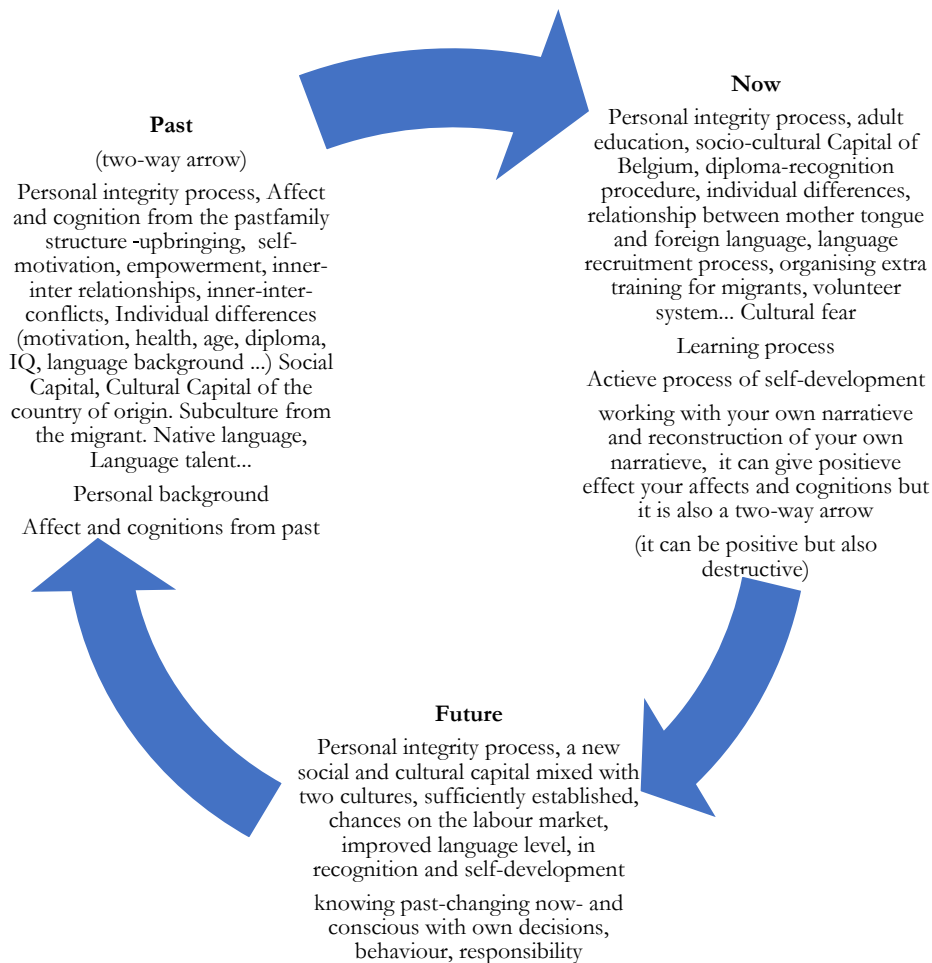 Past
(two-way arrow)
Personal integrity process, Affect
and cognition from the pastfamily
structure -upbringing, self-
motivation, empowerment, inner-
inter relationships, inner-inter-
conflicts, Individual differences
(motivation, health, age, diploma,
IQ, language background ...) Social
Capital, Cultural Capital of the
country of origin. Subculture from
the migrant. Native language,
Language talent...
Personal background
Affect and cognitions from past
Now
Personal integrity process, adult
education, socio-cultural Capital of
Belgium, diploma-recognition
procedure, individual differences,
relationship between mother tongue
and foreign language, language
recruitment process, organising extra
training for migrants, volunteer
system... Cultural fear
Learning process
Actieve process of self-development
working with your own narratieve
and reconstruction of your own
narratieve, it can give positieve
effect your affects and cognitions but
it is also a two-way arrow
(it can be positive but also
destructive)
Future
Personal integrity process, a new
social and cultural capital mixed with
two cultures, sufficiently established,
chances on the labour market,
improved language level, in
recognition and self-development
knowing past-changing now- and
conscious with own decisions,
behaviour, responsibility